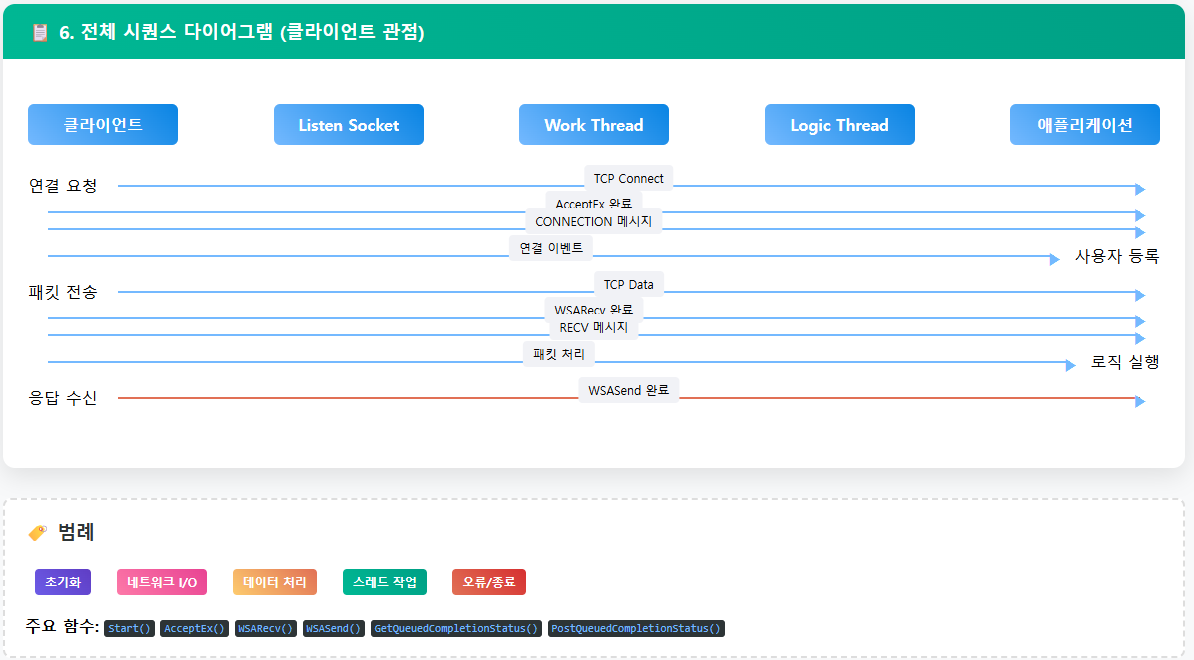 6. 전체 시퀀스 다이어그램 (클라이언트 관점)
클라이언트 Listen Socket Work Thread Logic Thread 애플리케이션
연결 요청 TCP Connect
AcceptEx 완료
CONNECTION 메시지
연결 이벤트 사용자 등록
패킷 전송 TCP Data
WSARecv 완료
RECV 메시지
패킷 처리 로직 실행
응답 수신 WSASend 완료
범례
초기화 네트워크 I/O 데이터 처리 스레드 작업 오류/종료
주요 함수: Start() AcceptEx() WSARecv() WSASend() GetQueuedCompletionStatus() PostQueuedCompletionStatus()